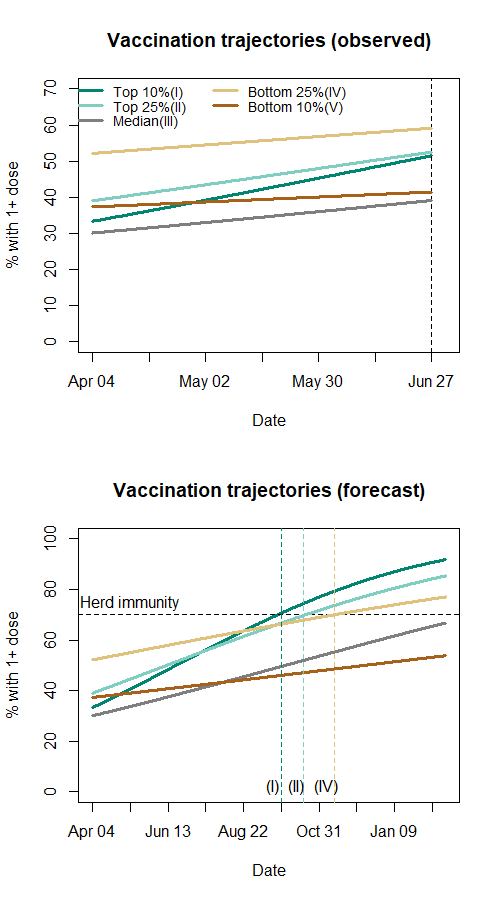 Vaccination trajectories (observed)
% with 1+ dose
70
60
50
40
30
20
10
0
Top 10%(I)
Top 25%(II)
Median(III)
Bottom 25%(IV)
Bottom 10%(V)
Apr 04 May 02 May 30 Jun 27
Date
Vaccination trajectories (forecast)
% with 1+ dose
100
80
60
40
20
0
Herd immunity
(I) (II) (IV)
Apr 04 Jun 13 Aug 22 Oct 31 Jan 09
Date